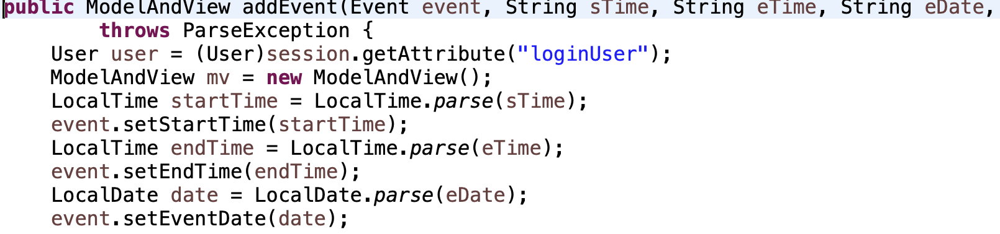 public ModelAndView addEvent(Event event, String sTime, String eTime, String eDate,
throws ParseException {
User user = (User)session.getAttribute("loginUser");
ModelAndView mv = new ModelAndView();
LocalTime startTime = LocalTime.parse(sTime);
event.setStartTime(startTime);
LocalTime endTime = LocalTime.parse(eTime);
event.setEndTime(endTime);
LocalDate date = LocalDate.parse(eDate);
event.setEventDate(date);